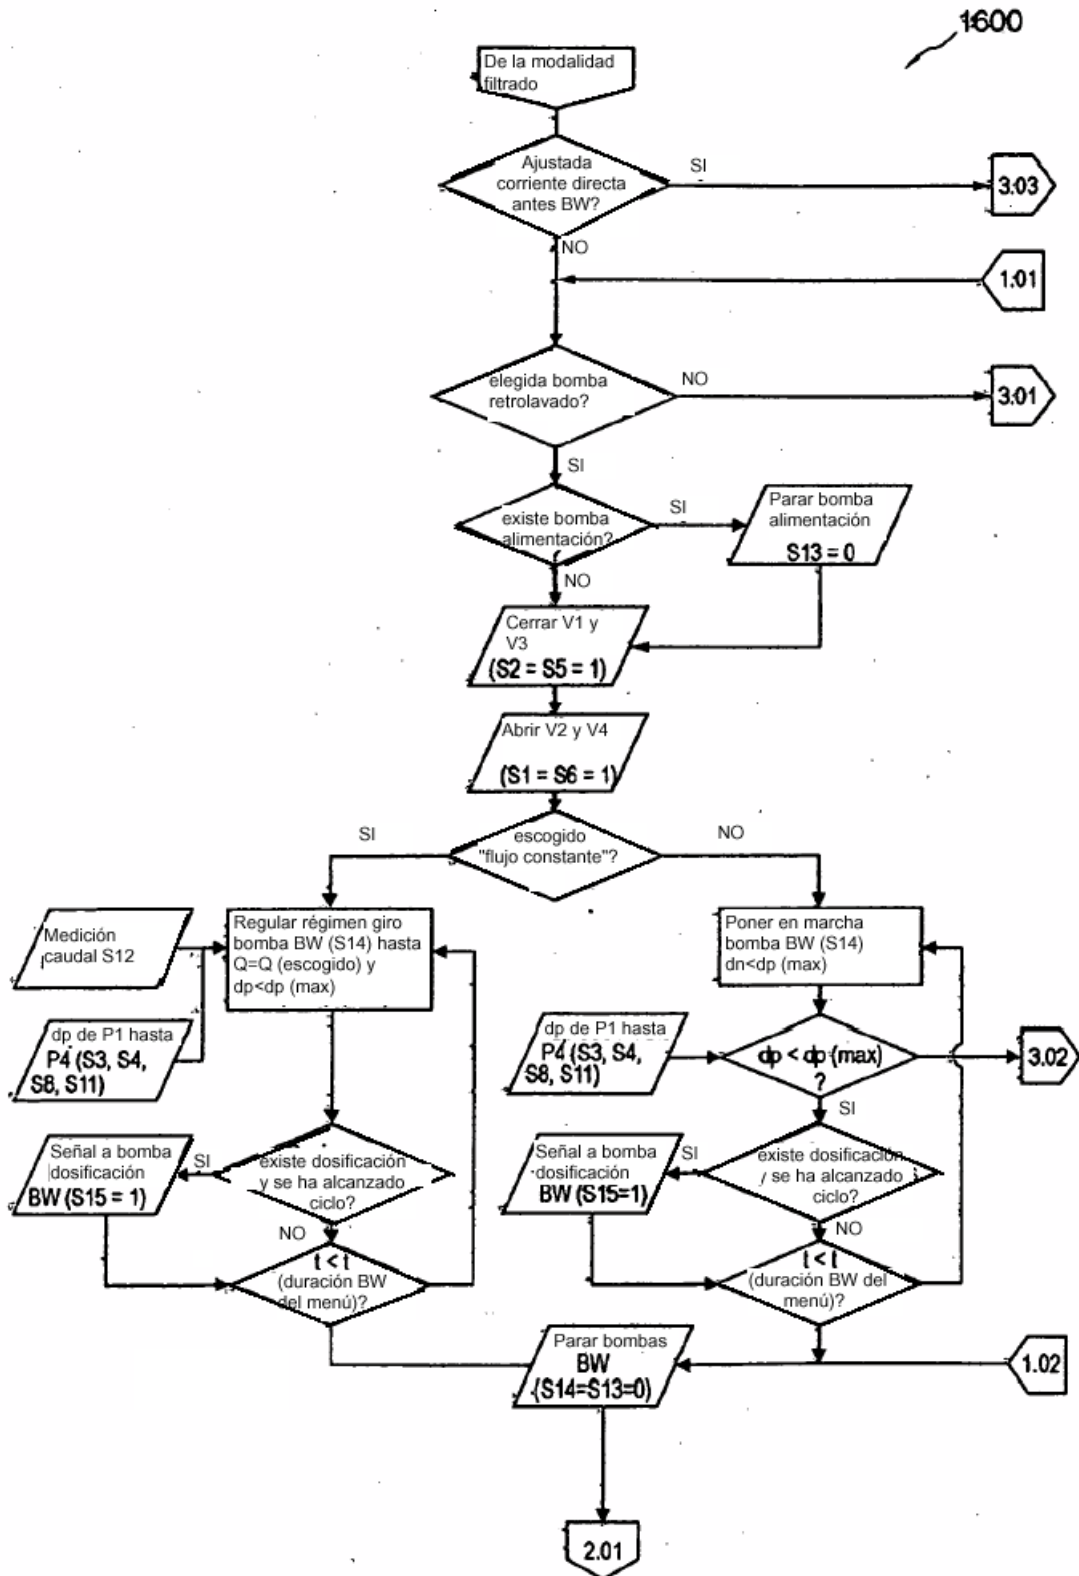 1600
De la modalidad
filtrado
Ajustada
corriente directa
antes BW?
SI
3.03
NO
1.01
elegida bomba
retrolavado?
NO
3.01
SI
existe bomba
alimentación?
SI
Parar bomba
alimentación
S13 = 0
NO
Cerrar V1 y
V3
(S2 = S5 = 1)
Abrir V2 y V4
(S1 = S6 = 1)
escogido
"flujo constante"?
SI
NO
Medición
caudal S12
Regular régimen giro
bomba BW (S14) hasta
Q=Q (escogido) y
dp<dp (max)
Poner en marcha
bomba BW (S14)
dn<dp (max)
dp de P1 hasta
P4 (S3, S4,
S8, S11)
dp de P1 hasta
P4 (S3, S4,
S8, S11)
dp < dp (max)
?
3.02
SI
Señal a bomba
dosificación
BW (S15 = 1)
SI
existe dosificación
y se ha alcanzado
ciclo?
NO
Señal a bomba
dosificación
BW (S15=1)
SI
existe dosificación
y se ha alcanzado
ciclo?
NO
t < t
(duración BW
del menú)?
t < t
(duración BW del
menú)?
Parar bombas
BW
(S14=S13=0)
1.02
2.01